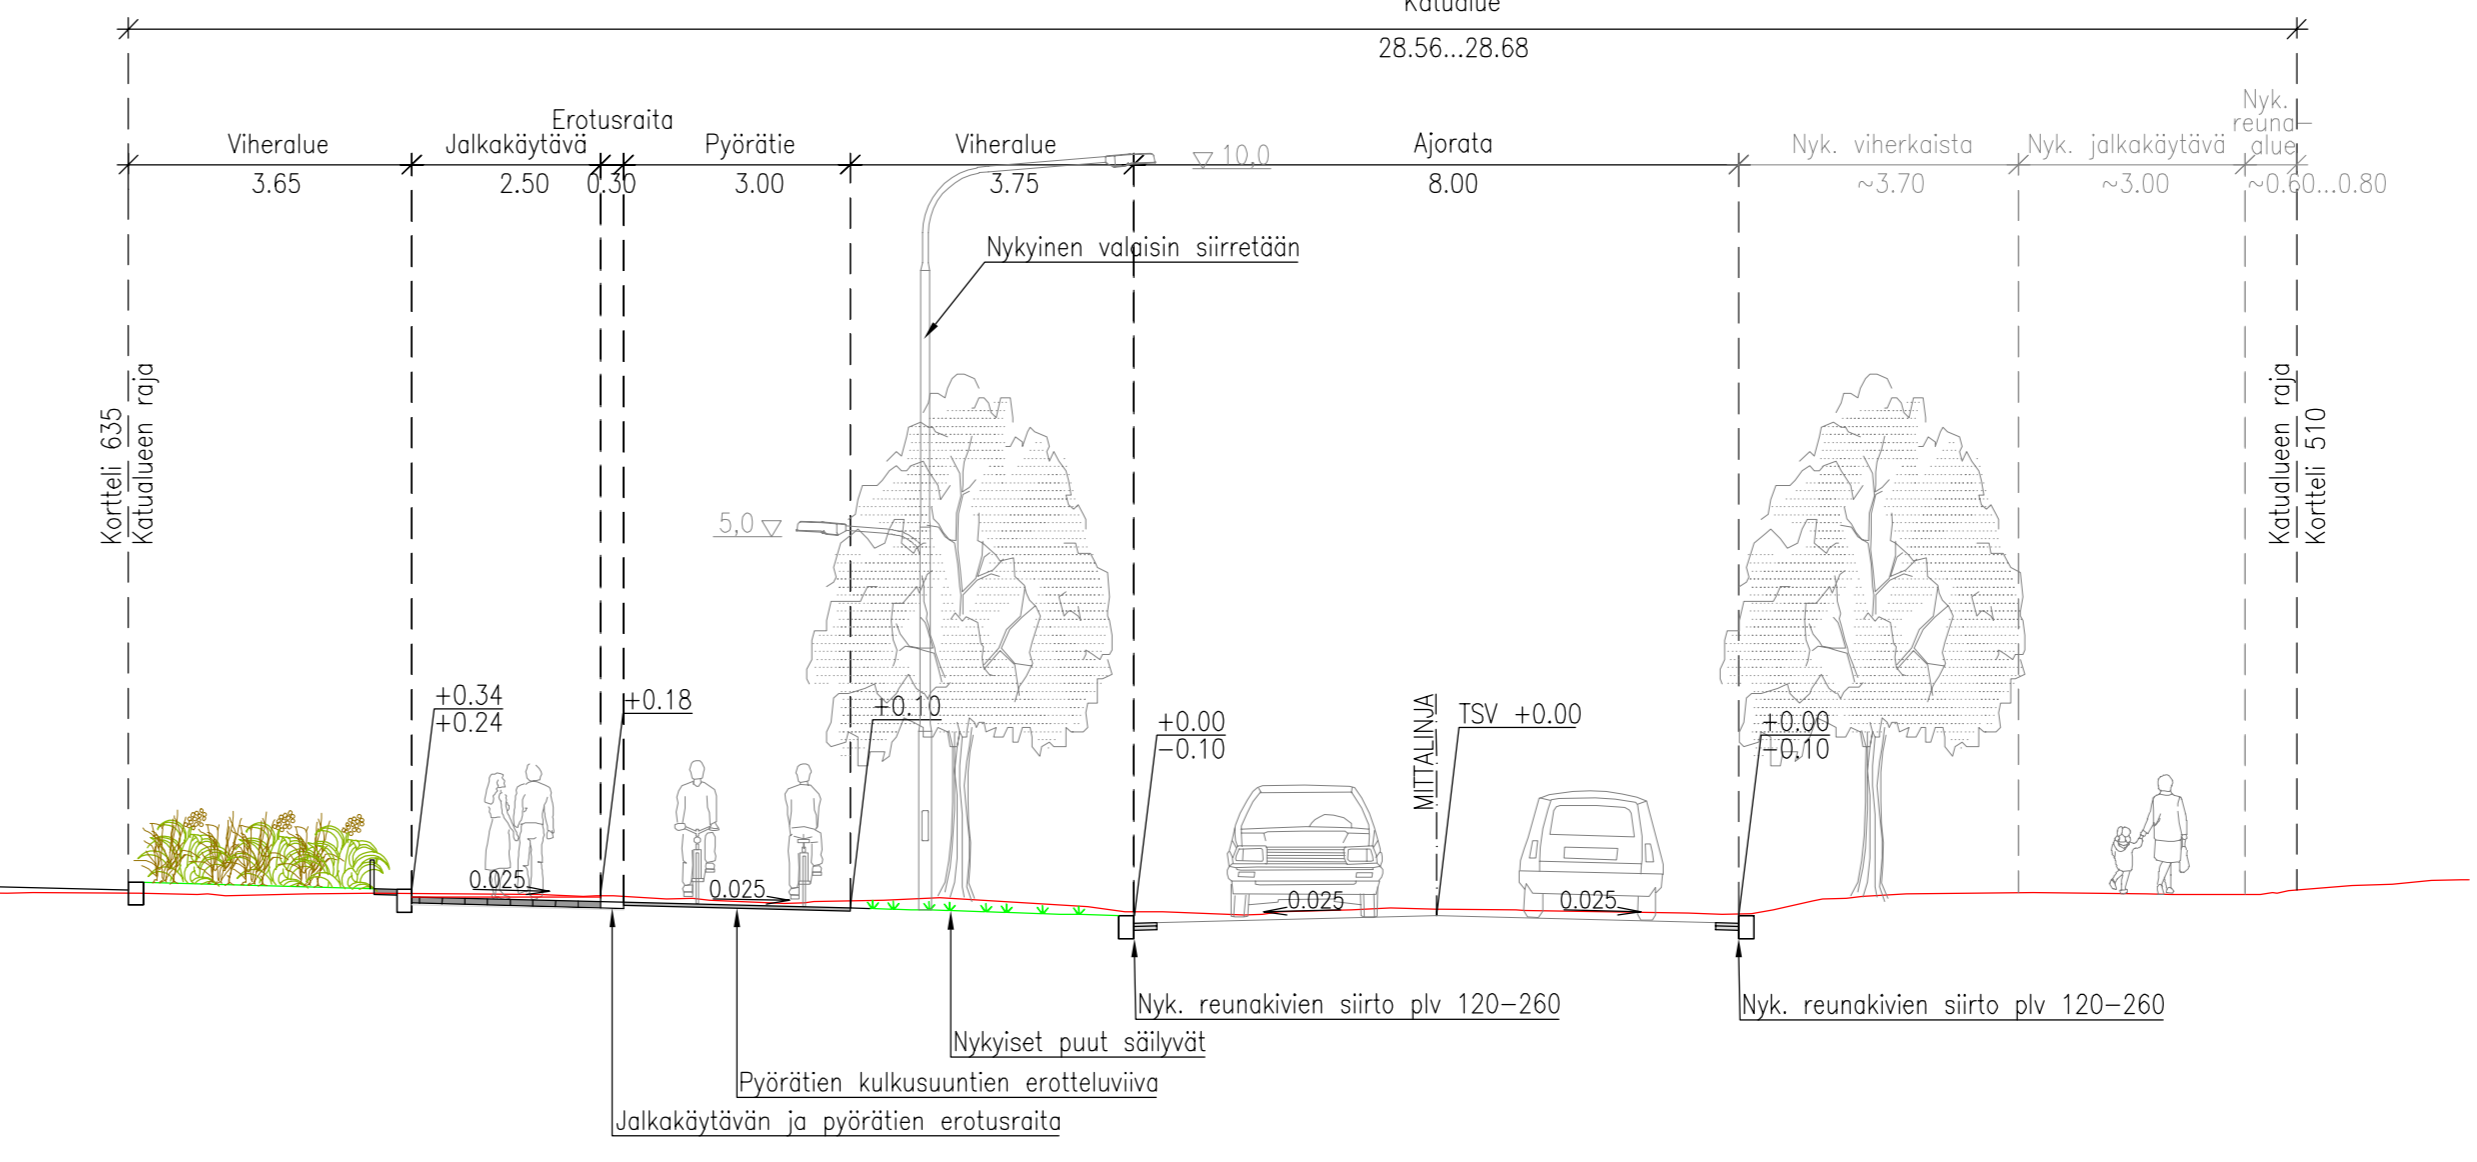 Katualue
28.56...28.68
Erotusraita
Viheralue
Jalkakäytävä
Pyörätie
Viheralue
Ajorata
Nyk. viherkaista
Nyk. jalkakäytävä
Nyk.
reuna-
alue
3.65
2.50
0.30
3.00
3.75
8.00
~3.70
~3.00
~0.60...0.80
10,0
Nykyinen valaisin siirretään
5,0
Kortteli 635
Katualueen raja
Katualueen raja
Kortteli 510
+0.34
+0.24
+0.18
+0.10
+0.00
-0.10
MITTALINJA
TSV +0.00
+0.00
-0.10
0.025
0.025
0.025
0.025
Nyk. reunakivien siirto plv 120-260
Nyk. reunakivien siirto plv 120-260
Nykyiset puut säilyvät
Pyörätien kulkusuuntien erotteluviiva
Jalkakäytävän ja pyörätien erotusraita